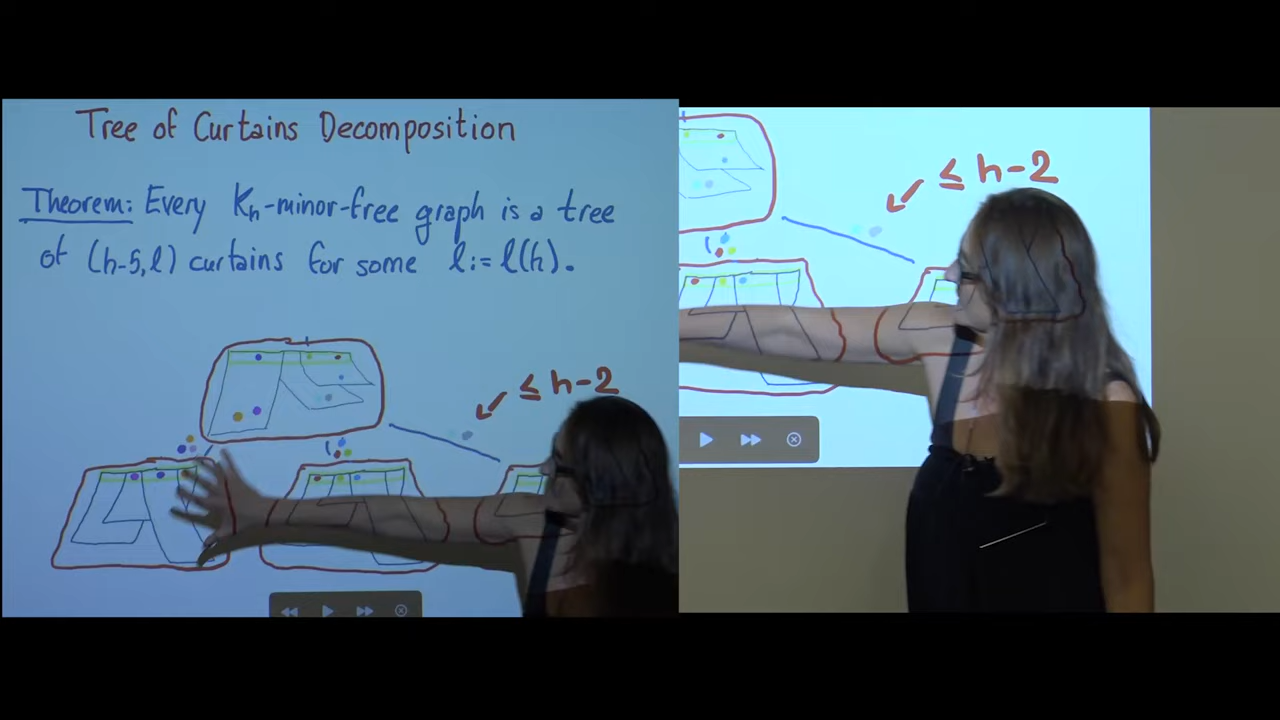 Tree of Curtains Decomposition
Theorem: Every Kₕ-minor-free graph is a tree
of (h-5,l) curtains for some l:=l(h).
≤ h-2
≤ h-2